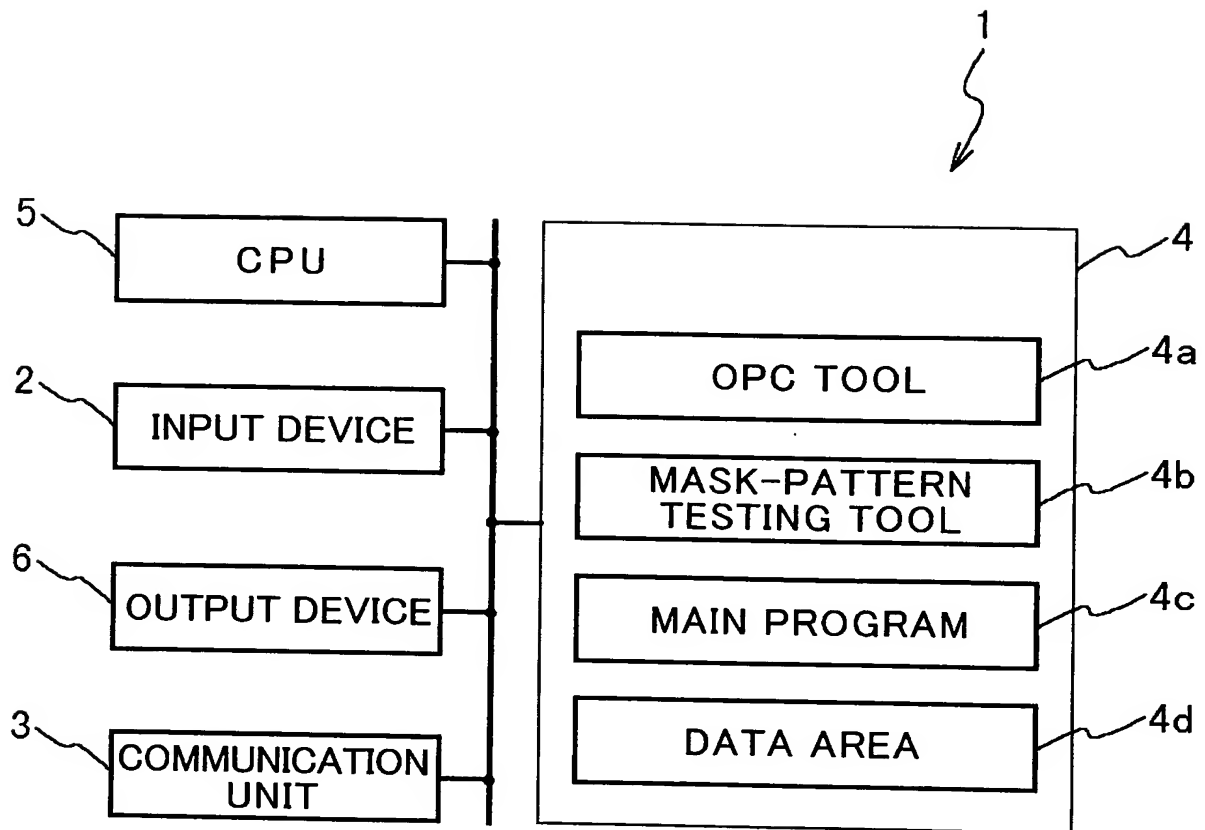 1
5
CPU
2
INPUT DEVICE
6
OUTPUT DEVICE
3
COMMUNICATION
UNIT
4
OPC TOOL
4a
MASK-PATTERN
TESTING TOOL
4b
MAIN PROGRAM
4c
DATA AREA
4d